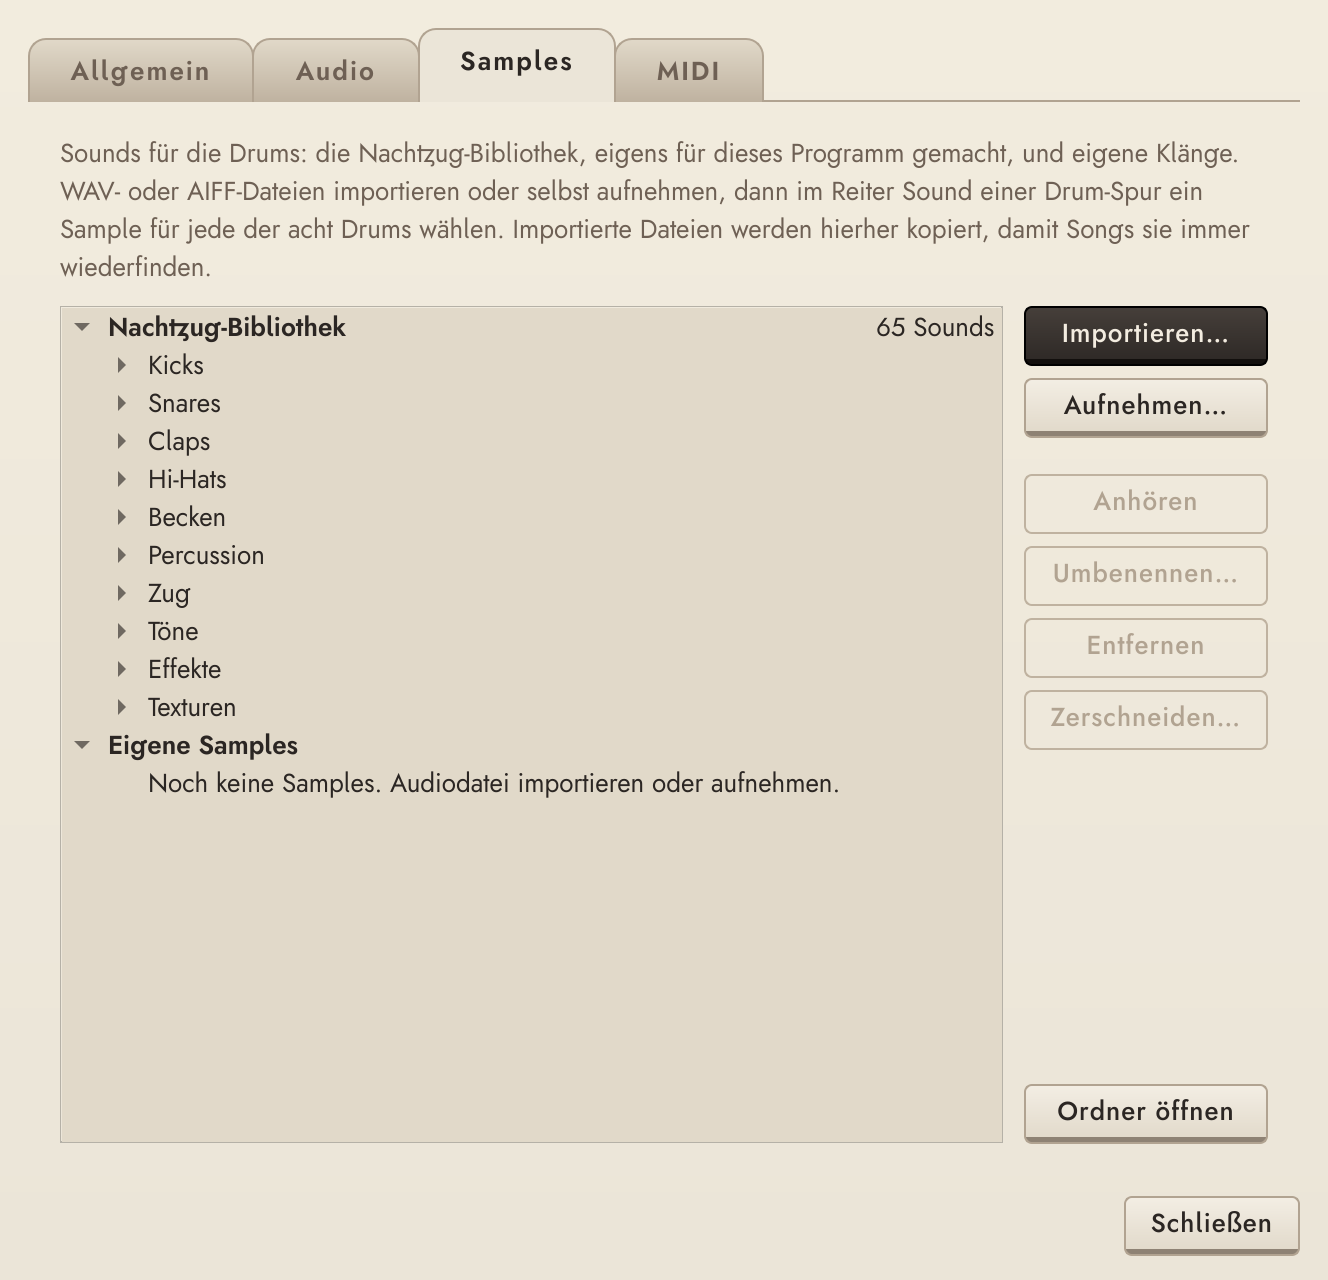 Allgemein
Audio
Samples
MIDI
Sounds für die Drums: die Nachtzug-Bibliothek, eigens für dieses Programm gemacht, und eigene Klänge.
WAV- oder AIFF-Dateien importieren oder selbst aufnehmen, dann im Reiter Sound einer Drum-Spur ein
Sample für jede der acht Drums wählen. Importierte Dateien werden hierher kopiert, damit Songs sie immer
wiederfinden.
Nachtzug-Bibliothek 65 Sounds
Kicks
Snares
Claps
Hi-Hats
Becken
Percussion
Zug
Töne
Effekte
Texturen
Eigene Samples
Noch keine Samples. Audiodatei importieren oder aufnehmen.
Importieren...
Aufnehmen...
Anhören
Umbenennen...
Entfernen
Zerschneiden...
Ordner öffnen
Schließen